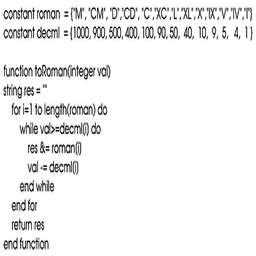 constant roman = {"M", "CM", "D","CD", "C","XC","L","XL","X","IX","V","IV","I"}
constant decml = {1000, 900, 500, 400, 100, 90, 50, 40, 10, 9, 5, 4, 1 }
function toRoman(integer val)
string res = ""
for i=1 to length(roman) do
while val>=decml(i) do
res &= roman(i)
val -= decml(i)
end while
end for
return res
end function